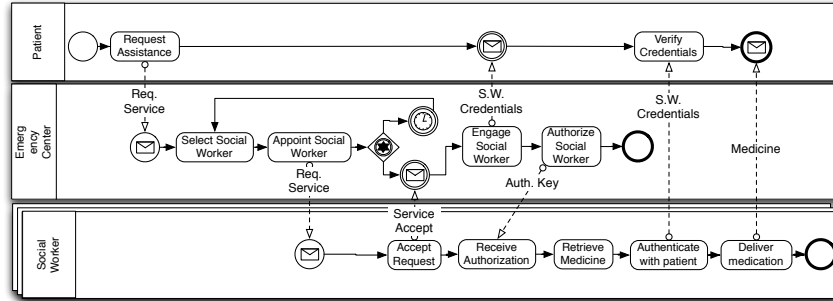 Patient
Request
Assistance
Verify
Credentials
Req.
Service
S.W.
Credentials
S.W.
Credentials
Emerg
ency
Center
Select Social
Worker
Appoint Social
Worker
Engage
Social
Worker
Authorize
Social
Worker
Req.
Service
Auth. Key
Medicine
Service
Accept
Social
Worker
Accept
Request
Receive
Authorization
Retrieve
Medicine
Authenticate
with patient
Deliver
medication